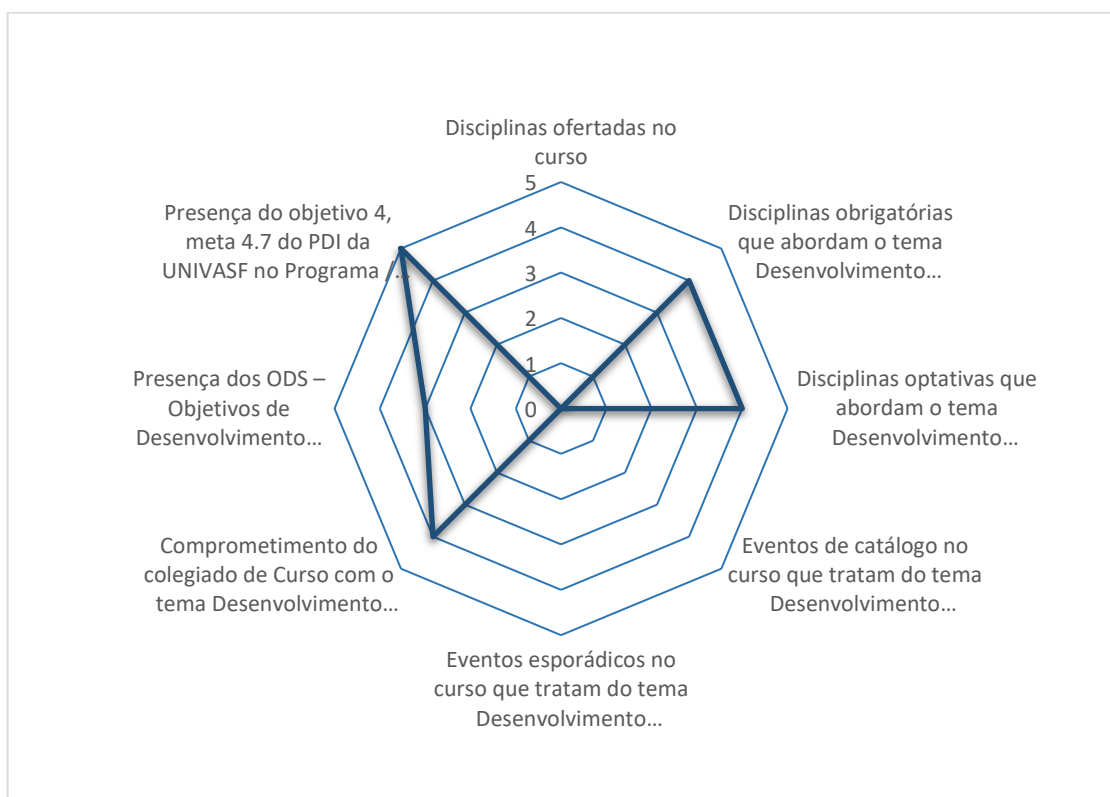 Disciplinas ofertadas no
curso
5
4
3
2
1
0
Disciplinas obrigatórias
que abordam o tema
Desenvolvimento...
Disciplinas optativas que
abordam o tema
Desenvolvimento...
Eventos de catálogo no
curso que tratam do tema
Desenvolvimento...
Eventos esporádicos no
curso que tratam do tema
Desenvolvimento...
Comprometimento do
colegiado de Curso com o
tema Desenvolvimento...
Presença dos ODS –
Objetivos de
Desenvolvimento...
Presença do objetivo 4,
meta 4.7 do PDI da
UNIVASF no Programa /...